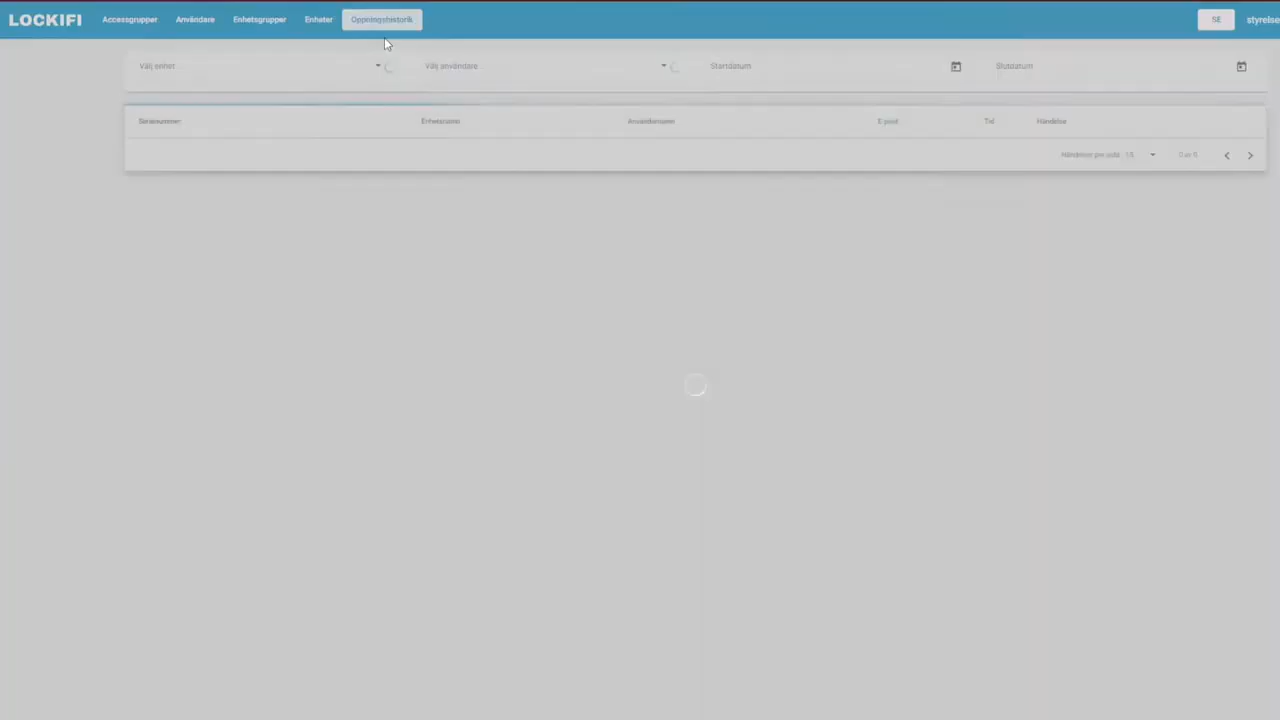 LOCKIFI Accessgrupper Användare Enhetsgrupper Enheter Öppningshistorik SE styrelse
Välj enhet ... Välj användare ... Startdatum Slutdatum
Serienummer Enhetsnamn Användarnamn E-post Tid Händelse
Händelser per sida 15 0 av 0